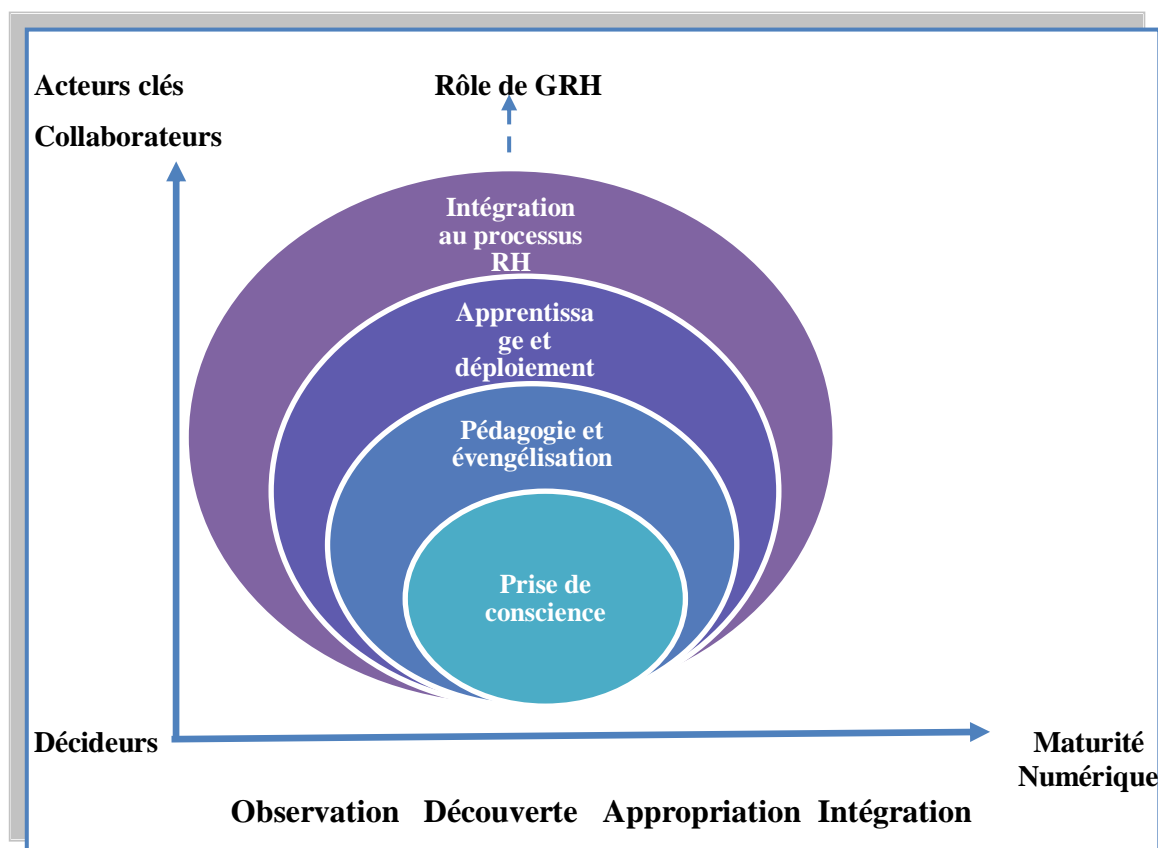 Acteurs clés
Rôle de GRH
Collaborateurs
Intégration
au processus
RH
Apprentissa
ge et
déploiement
Pédagogie et
évengélisation
Prise de
conscience
Décideurs
Maturité
Numérique
Observation Découverte Appropriation Intégration